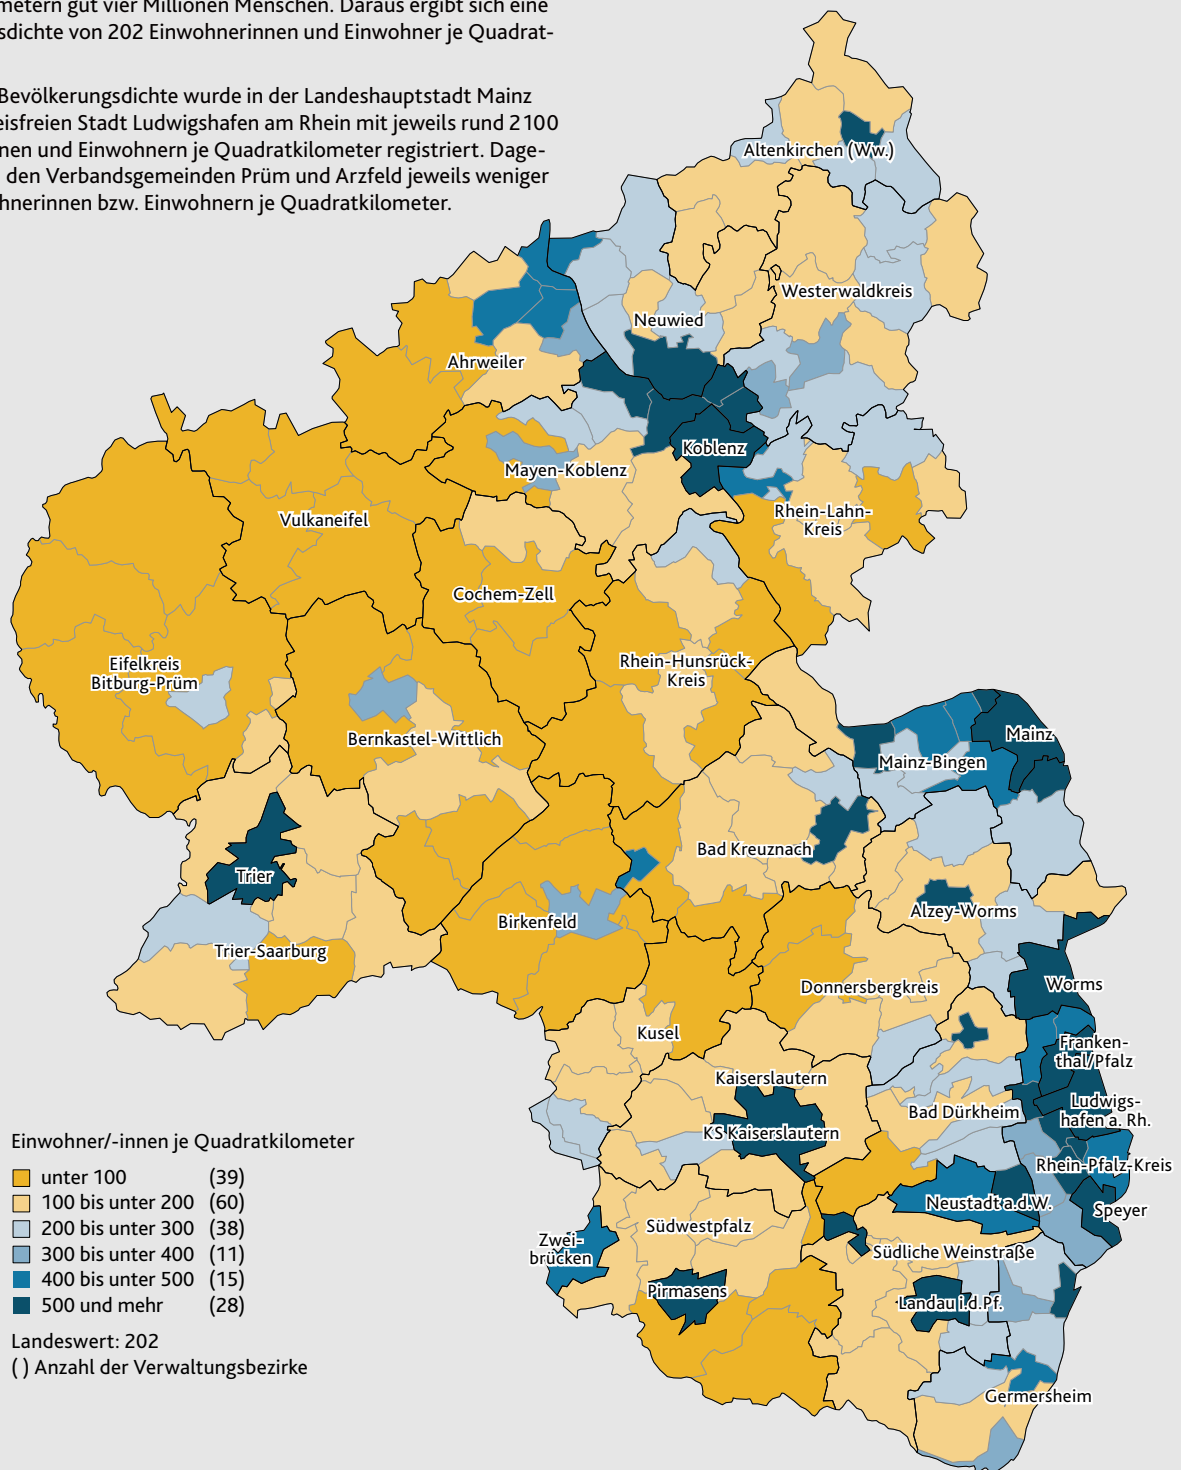 metern gut vier Millionen Menschen. Daraus ergibt sich eine
sdichte von 202 Einwohnerinnen und Einwohner je Quadrat-
Bevölkerungsdichte wurde in der Landeshauptstadt Mainz
eisfreien Stadt Ludwigshafen am Rhein mit jeweils rund 2 100
nen und Einwohnern je Quadratkilometer registriert. Dage-
den Verbandsgemeinden Prüm und Arzfeld jeweils weniger
hnerinnen bzw. Einwohnern je Quadratkilometer.
Altenkirchen (Ww.)
Westerwaldkreis
Neuwied
Ahrweiler
Koblenz
Mayen-Koblenz
Rhein-Lahn-
Kreis
Vulkaneifel
Cochem-Zell
Rhein-Hunsrück-
Kreis
Eifelkreis
Bitburg-Prüm
Bernkastel-Wittlich
Mainz
Mainz-Bingen
Bad Kreuznach
Trier
Alzey-Worms
Birkenfeld
Trier-Saarburg
Worms
Donnersbergkreis
Kusel
Franken-
thal/Pfalz
Kaiserslautern
Ludwigs-
hafen a. Rh.
Bad Dürkheim
KS Kaiserslautern
Rhein-Pfalz-Kreis
Neustadt a.d.W.
Speyer
Südwestpfalz
Zwei-
brücken
Südliche Weinstraße
Pirmasens
Landau i.d.Pf.
Germersheim
Einwohner/-innen je Quadratkilometer
unter 100 (39)
100 bis unter 200 (60)
200 bis unter 300 (38)
300 bis unter 400 (11)
400 bis unter 500 (15)
500 und mehr (28)
Landeswert: 202
( ) Anzahl der Verwaltungsbezirke